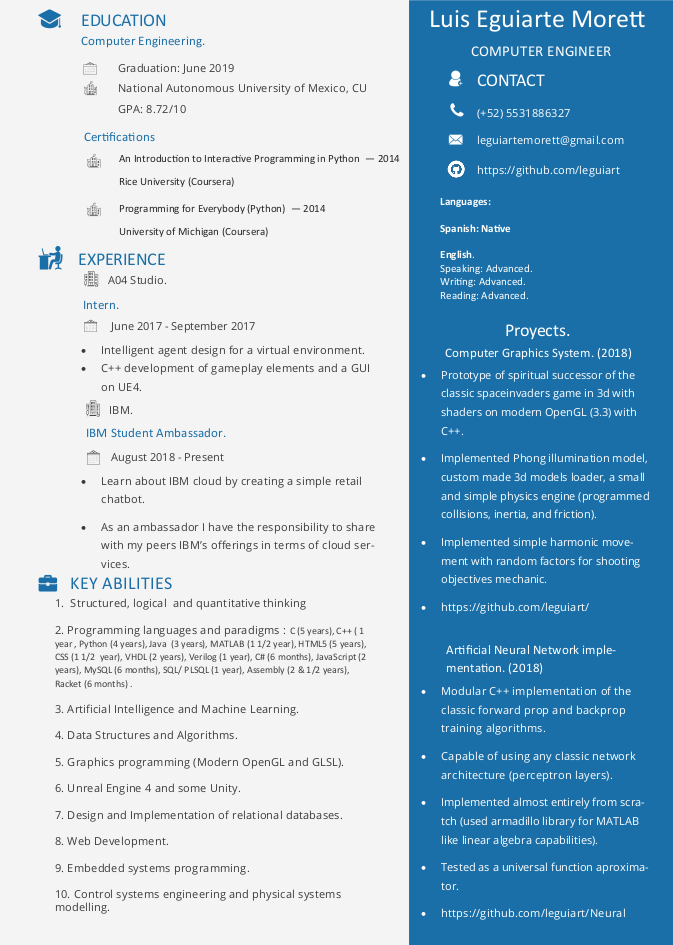 EDUCATION
Computer Engineering.
Graduation: June 2019
National Autonomous University of Mexico, CU
GPA: 8.72/10
Certifications
An Introduction to Interactive Programming in Python — 2014
Rice University (Coursera)
Programming for Everybody (Python) — 2014
University of Michigan (Coursera)
EXPERIENCE
A04 Studio.
Intern.
June 2017 - September 2017
• Intelligent agent design for a virtual environment.
• C++ development of gameplay elements and a GUI
on UE4.
IBM.
IBM Student Ambassador.
August 2018 - Present
• Learn about IBM cloud by creating a simple retail
chatbot.
• As an ambassador I have the responsibility to share
with my peers IBM’s offerings in terms of cloud ser-
vices.
KEY ABILITIES
1. Structured, logical and quantitative thinking
2. Programming languages and paradigms : C (5 years), C++ ( 1
year , Python (4 years), Java (3 years), MATLAB (1 1/2 year), HTML5 (5 years),
CSS (1 1/2 year), VHDL (2 years), Verilog (1 year), C# (6 months), JavaScript (2
years), MySQL (6 months), SQL/ PLSQL (1 year), Assembly (2 & 1/2 years),
Racket (6 months) .
3. Artificial Intelligence and Machine Learning.
4. Data Structures and Algorithms.
5. Graphics programming (Modern OpenGL and GLSL).
6. Unreal Engine 4 and some Unity.
7. Design and Implementation of relational databases.
8. Web Development.
9. Embedded systems programming.
10. Control systems engineering and physical systems
modelling.
Luis Eguiarte Morett
COMPUTER ENGINEER
CONTACT
(+52) 5531886327
leguiartemorett@gmail.com
https://github.com/leguiart
Languages:
Spanish: Native
English.
Speaking: Advanced.
Writing: Advanced.
Reading: Advanced.
Proyects.
Computer Graphics System. (2018)
• Prototype of spiritual successor of the
classic spaceinvaders game in 3d with
shaders on modern OpenGL (3.3) with
C++.
• Implemented Phong illumination model,
custom made 3d models loader, a small
and simple physics engine (programmed
collisions, inertia, and friction).
• Implemented simple harmonic move-
ment with random factors for shooting
objectives mechanic.
• https://github.com/leguiart/
Artificial Neural Network imple-
mentation. (2018)
• Modular C++ implementation of the
classic forward prop and backprop
training algorithms.
• Capable of using any classic network
architecture (perceptron layers).
• Implemented almost entirely from scra-
tch (used armadillo library for MATLAB
like linear algebra capabilities).
• Tested as a universal function aproxima-
tor.
• https://github.com/leguiart/Neural